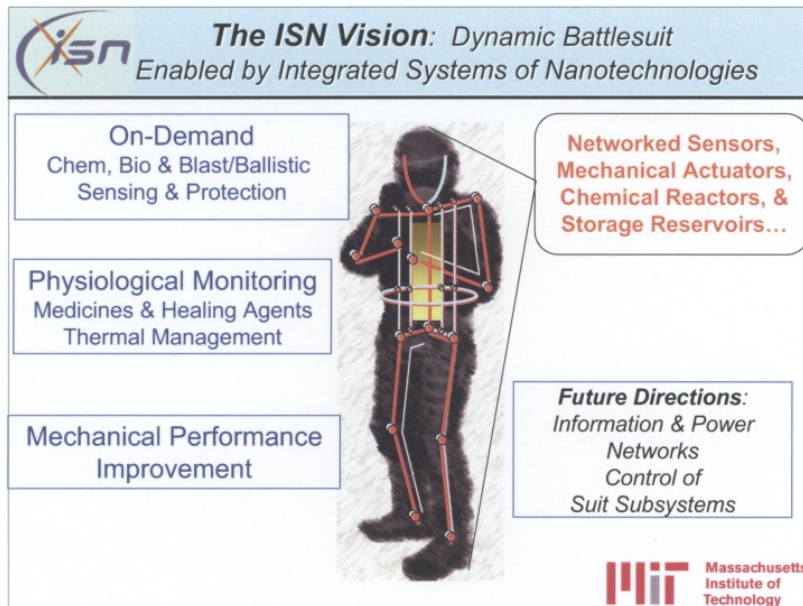 isn
The ISN Vision: Dynamic Battlesuit
Enabled by Integrated Systems of Nanotechnologies
On-Demand
Chem, Bio & Blast/Ballistic
Sensing & Protection
Physiological Monitoring
Medicines & Healing Agents
Thermal Management
Mechanical Performance
Improvement
Networked Sensors,
Mechanical Actuators,
Chemical Reactors, &
Storage Reservoirs...
Future Directions:
Information & Power
Networks
Control of
Suit Subsystems
MIT
Massachusetts
Institute of
Technology